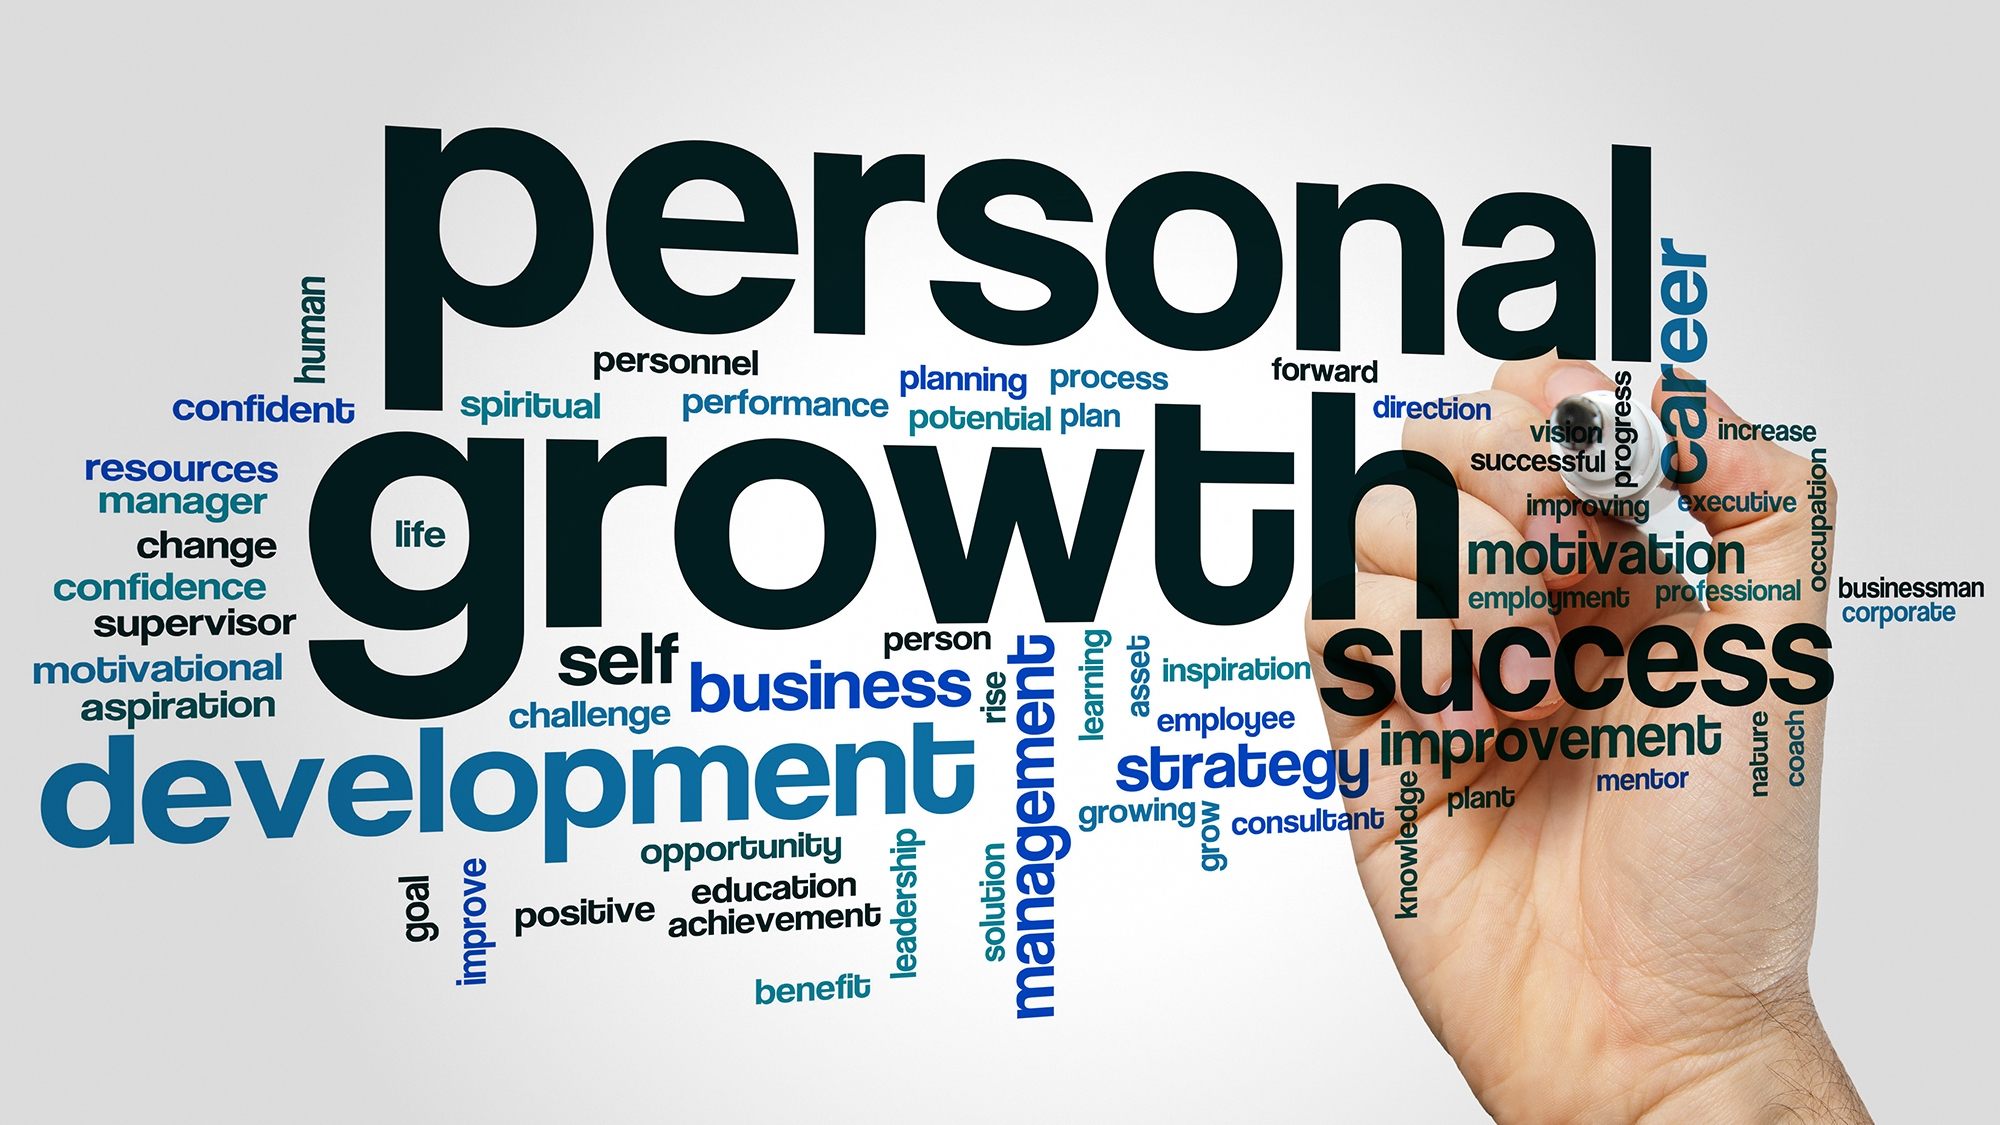 personal
human
career
personnel
planning
process
forward
confident
spiritual
performance
potential
plan
direction
progress
growth
vision
increase
resources
successful
manager
improving
executive
occupation
life
change
motivation
confidence
employment
professional
businessman
corporate
supervisor
self
person
success
motivational
business
rise
management
learning
asset
inspiration
aspiration
challenge
employee
development
strategy
improvement
nature
coach
mentor
growing
grow
consultant
knowledge
plant
opportunity
leadership
solution
goal
improve
positive
education
achievement
benefit